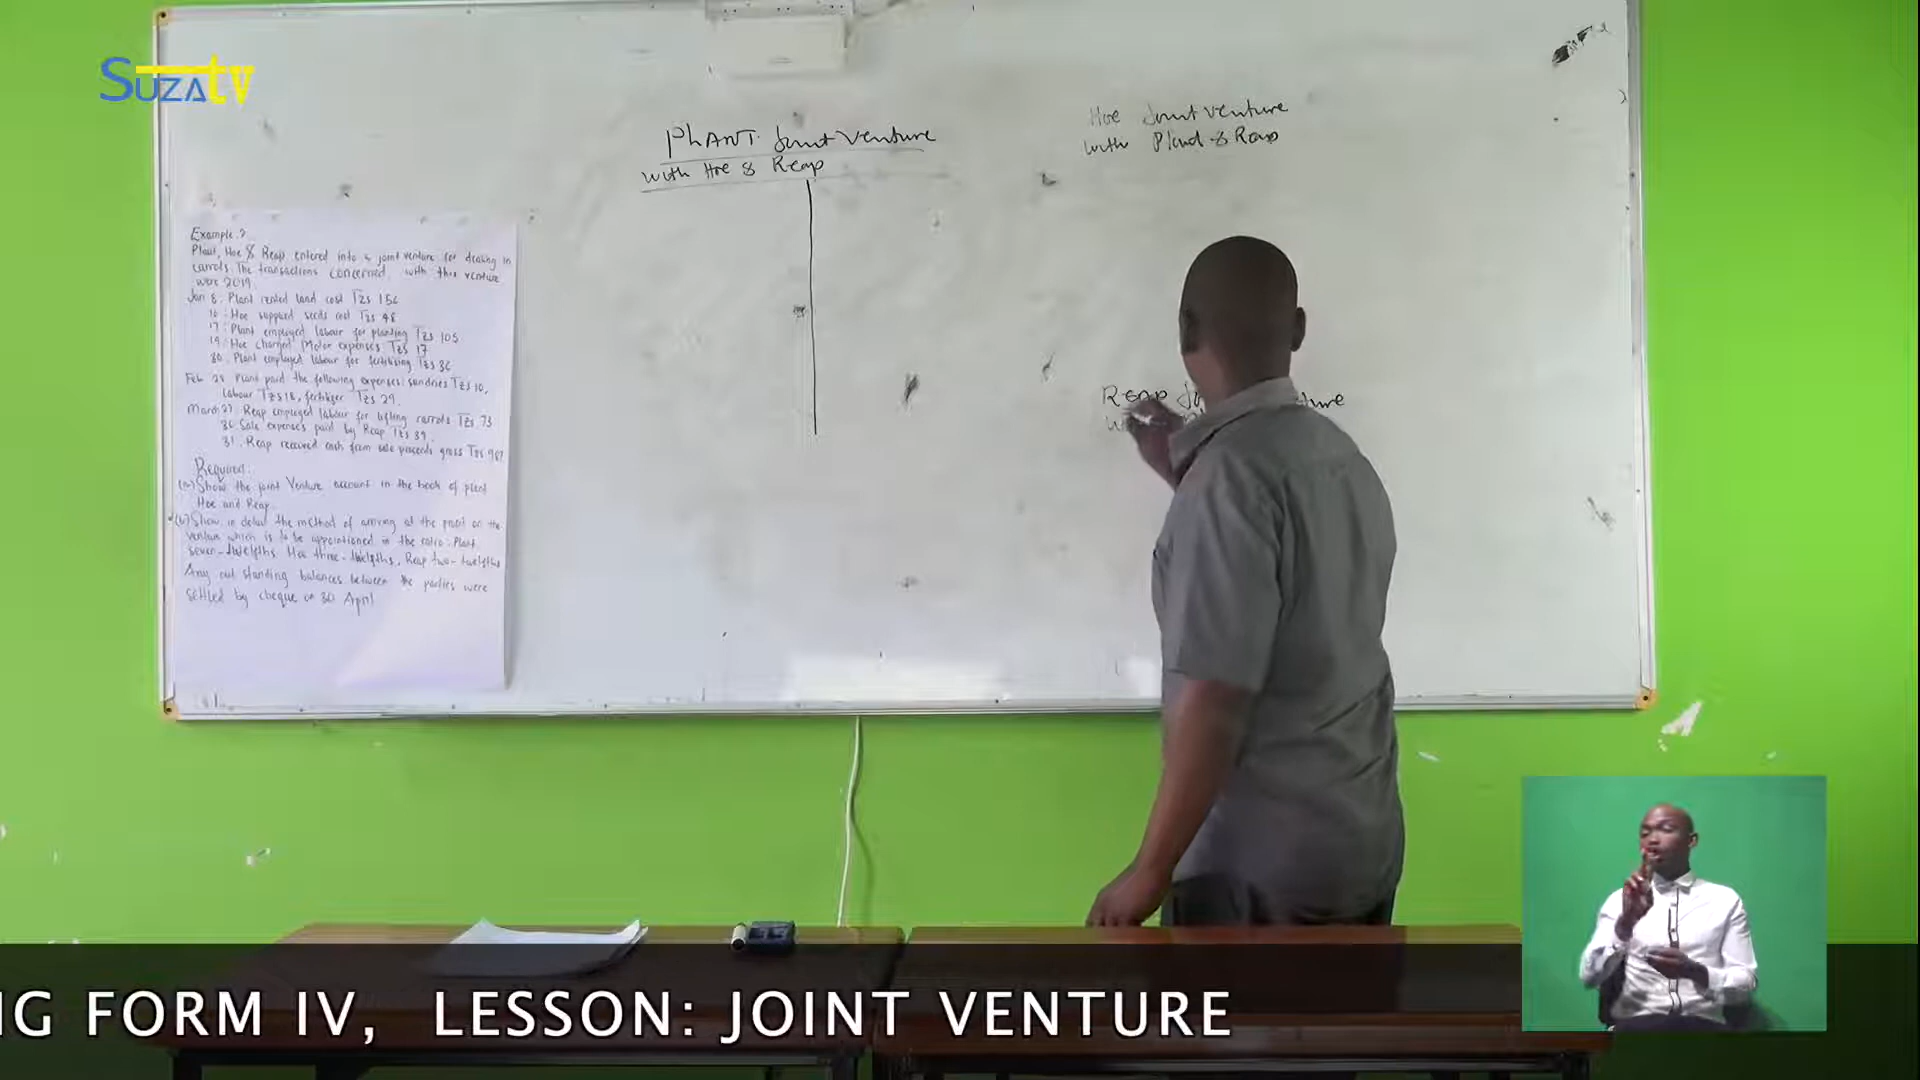 SUZAtv
PLANT Joint Venture
with Hoe & Reap
Hoe Joint venture
with Pland & Reap
Reap
ture
Example 2
Plant, Hoe & Reap entered into a joint venture for dealing in
carrots. The transactions concerned with this venture
were 2019.
Jan 8: Plant rented land cost Tzs 156
10: Hoe supplied seeds cost Tzs 48
17: Plant employed labour for planting Tzs 105
19: Hoe charged Motor expenses Tzs 17
30. Plant employed labour for fertilising Tzs 36
Feb 28 Plant paid the following expenses: sundries Tzs 10,
labour Tzs 18, fertilizer Tzs 29.
March 27. Reap employed labour for lifting carrots Tzs 73
30 Sale expenses paid by Reap Tzs 39.
31. Reap received cash from sale proceeds gross Tzs 987
Required:
(a) Show the joint Venture account in the book of plant
Hoe and Reap.
(b) Show in detail the method of arriving at the profit on the
venture which is to be apportioned in the ratio: Plant
seven-twelfths, Hoe three-twelfths, Reap two-twelfths
Any out standing balances between the parties were
settled by cheque on 30 April
NG FORM IV, LESSON: JOINT VENTURE